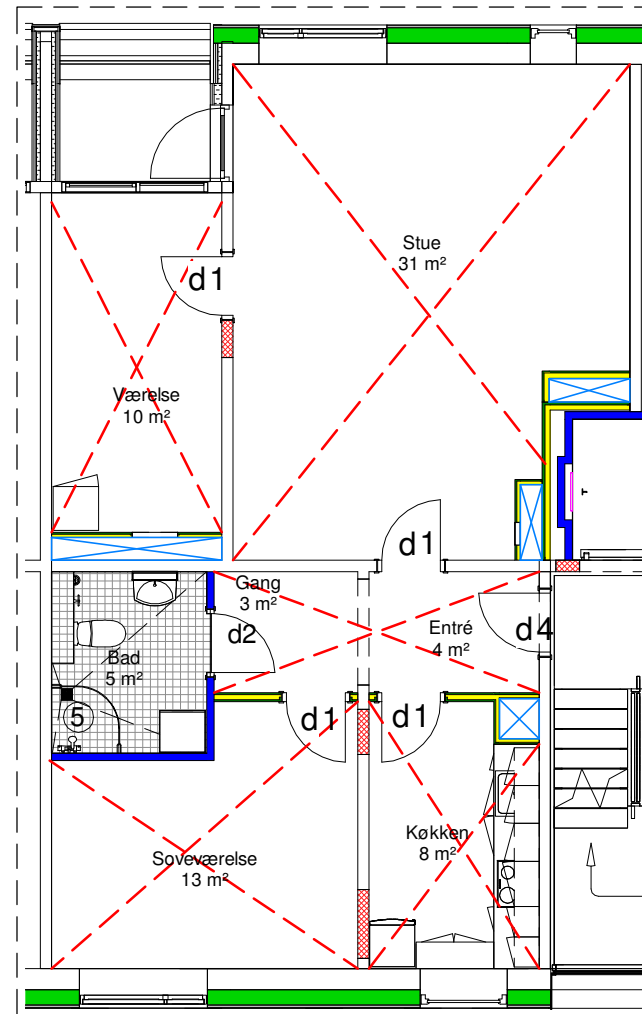 Stue
31 m²
d1
Værelse
10 m²
d1
Gang
3 m²
Entré
4 m²
d2
d4
Bad
5 m²
5
d1
d1
Køkken
8 m²
Soveværelse
13 m²